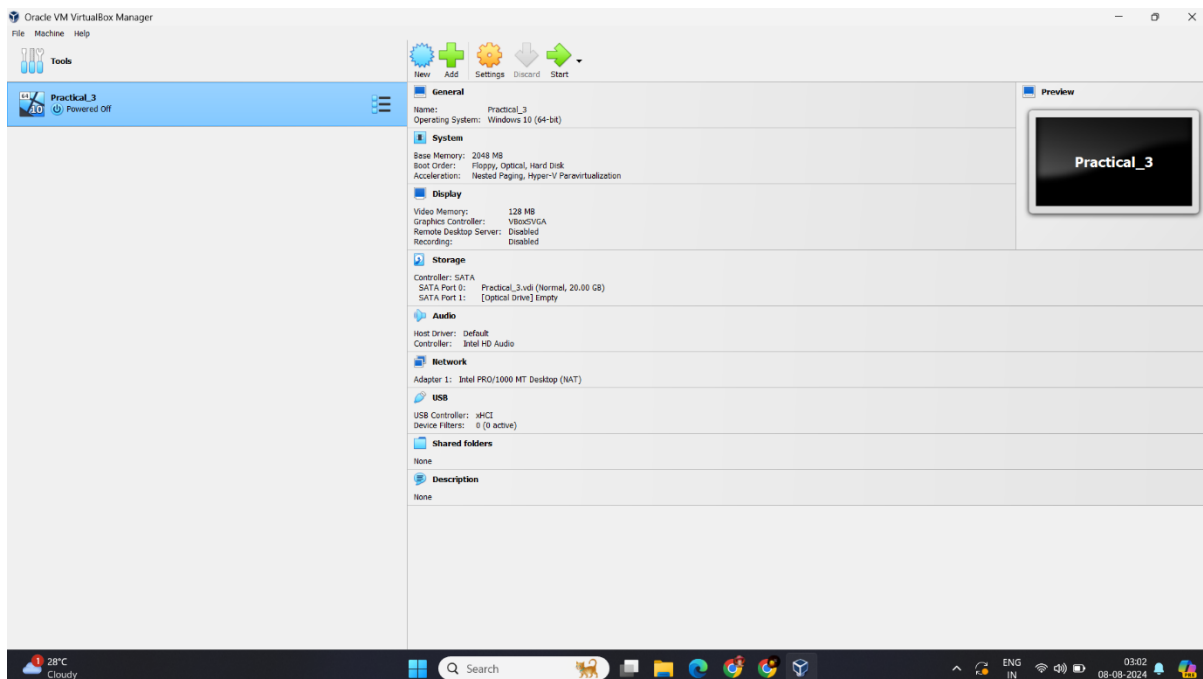 Oracle VM VirtualBox Manager
File Machine Help
Tools
New Add Settings Discard Start
64
10
Practical_3
Powered Off
General
Name: Practical_3
Operating System: Windows 10 (64-bit)
Preview
Practical_3
System
Base Memory: 2048 MB
Boot Order: Floppy, Optical, Hard Disk
Acceleration: Nested Paging, Hyper-V Paravirtualization
Display
Video Memory: 128 MB
Graphics Controller: VBoxSVGA
Remote Desktop Server: Disabled
Recording: Disabled
Storage
Controller: SATA
SATA Port 0: Practical_3.vdi (Normal, 20.00 GB)
SATA Port 1: [Optical Drive] Empty
Audio
Host Driver: Default
Controller: Intel HD Audio
Network
Adapter 1: Intel PRO/1000 MT Desktop (NAT)
USB
USB Controller: xHCI
Device Filters: 0 (0 active)
Shared folders
None
Description
None
1
28°C
Cloudy
Search
ENG
IN
03:02
08-08-2024